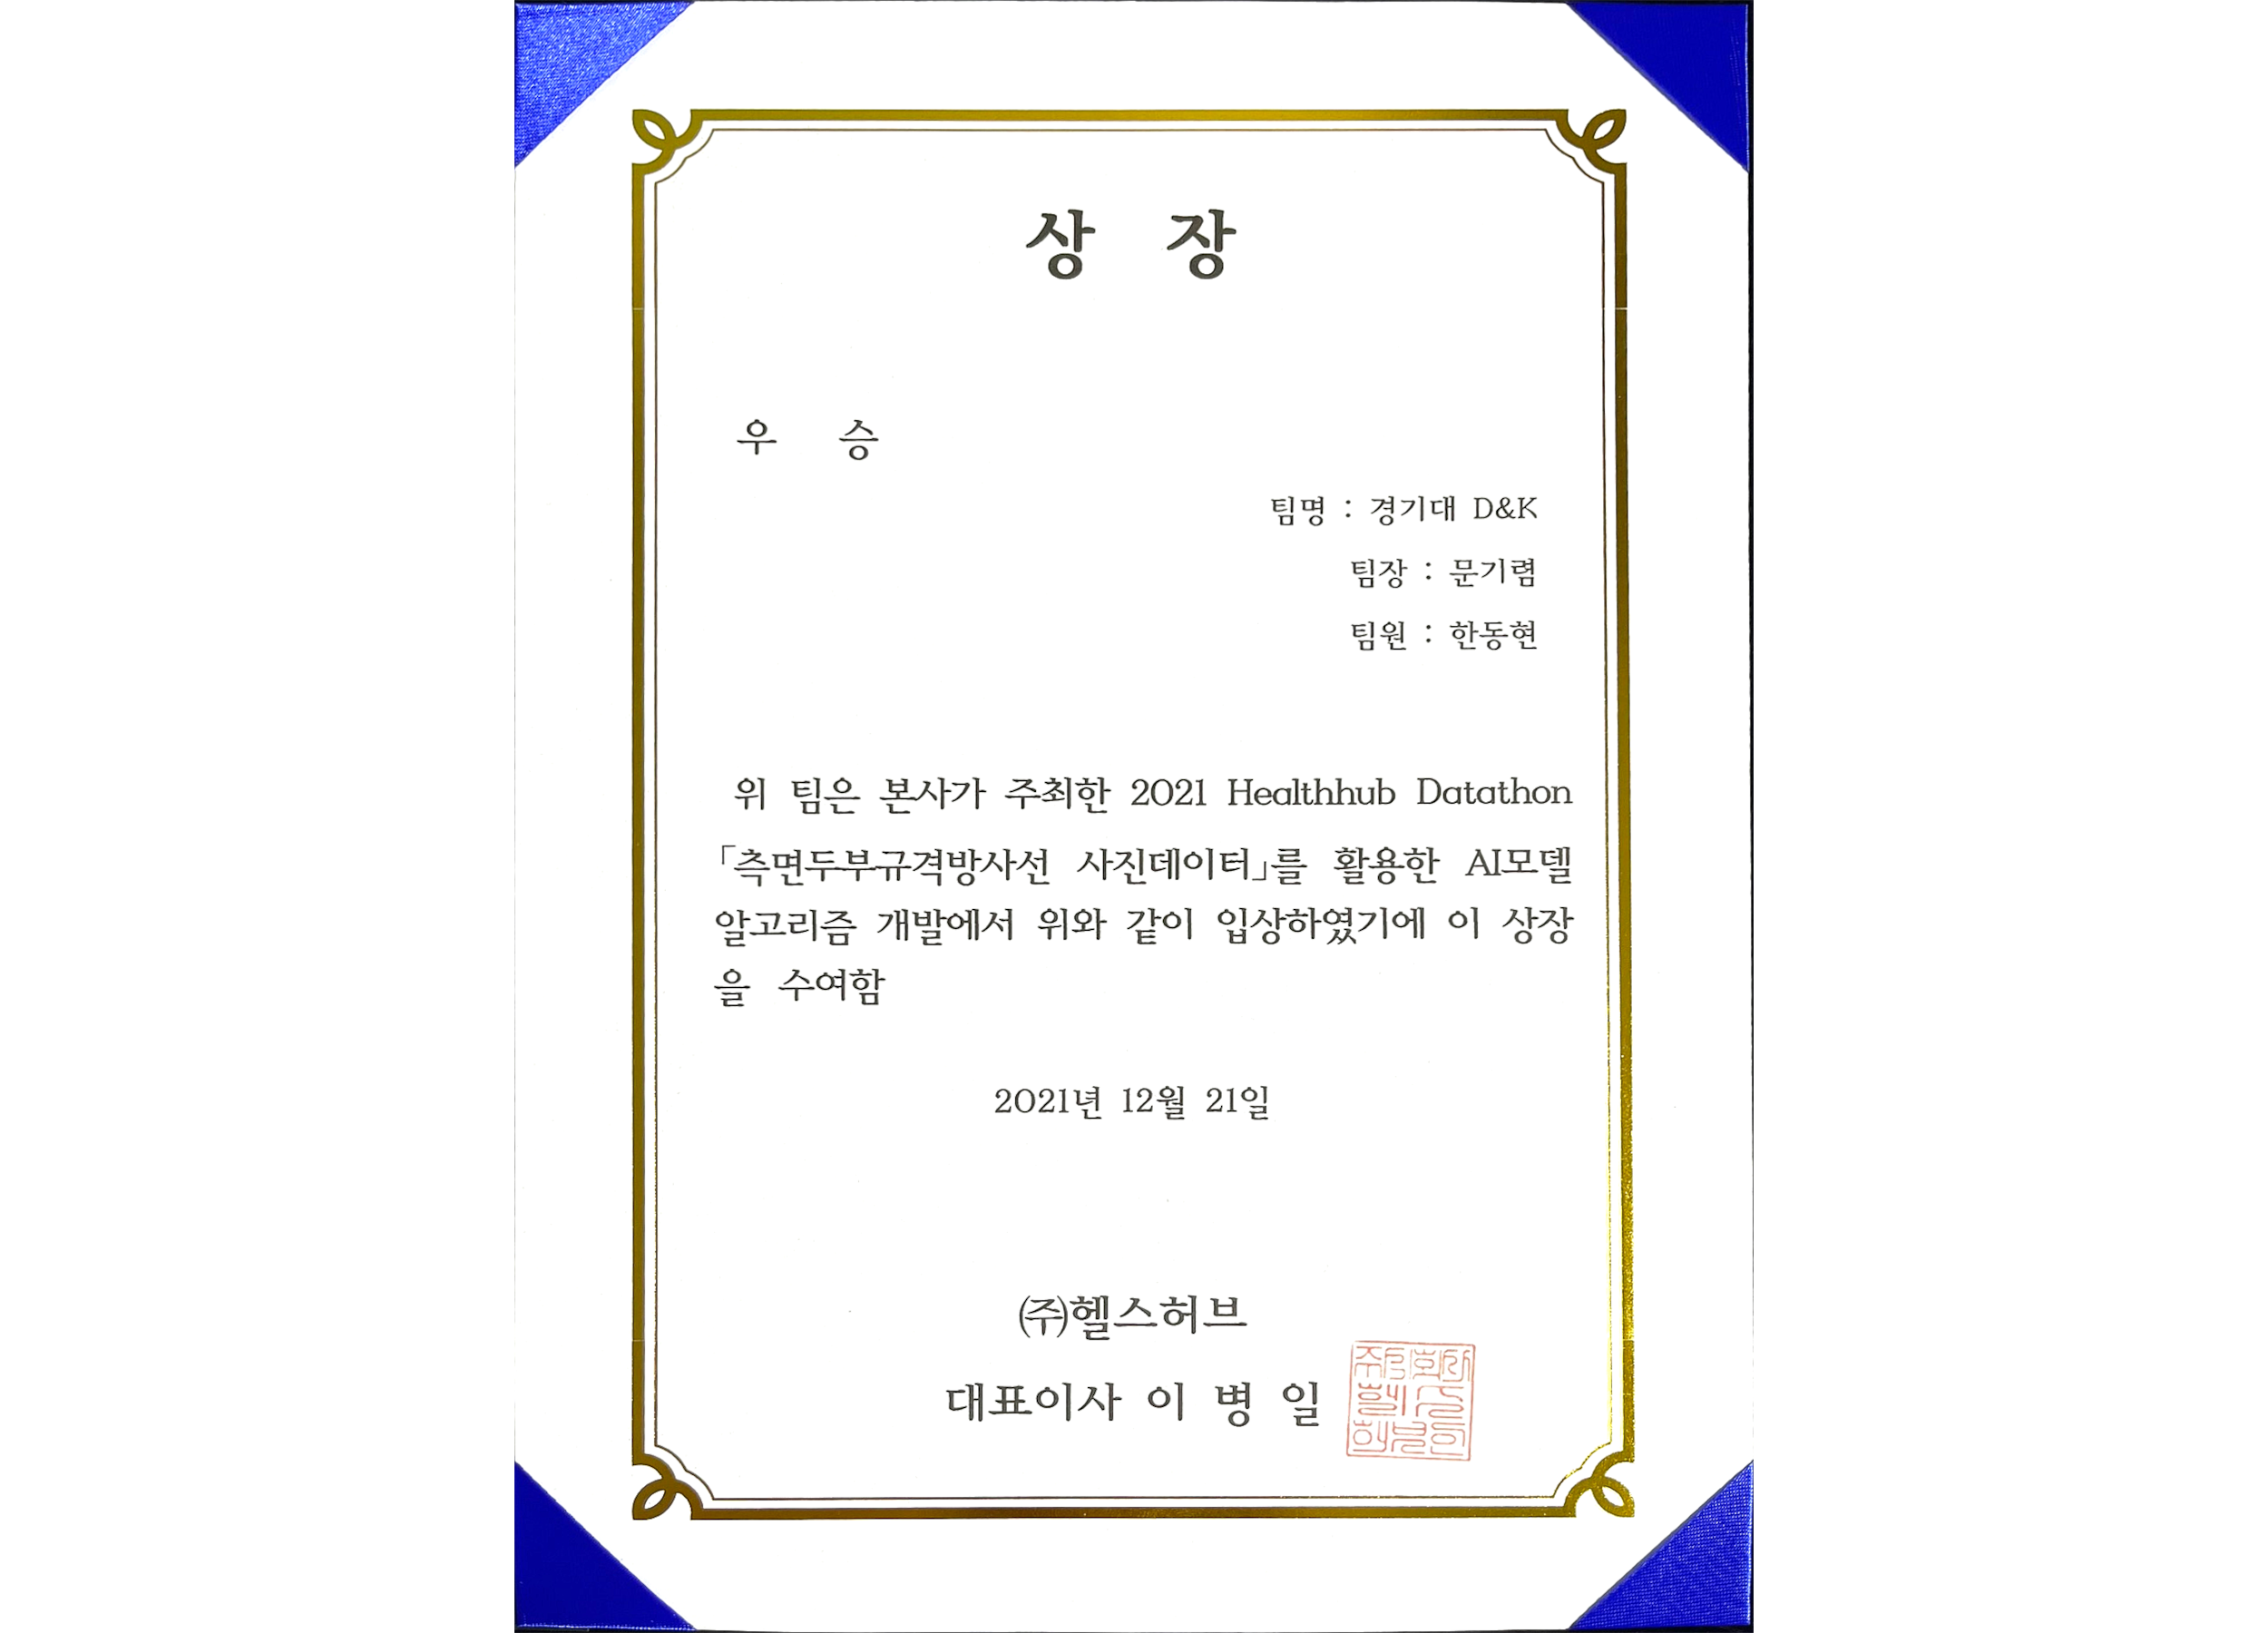 상 장
우 승
팀명 : 경기대 D&K
팀장 : 문기렴
팀원 : 한동현
위 팀은 본사가 주최한 2021 Healthhub Datathon
「측면두부규격방사선 사진데이터」를 활용한 AI모델
알고리즘 개발에서 위와 같이 입상하였기에 이 상장
을 수여함
2021년 12월 21일
㈜헬스허브
대표이사 이 병 일